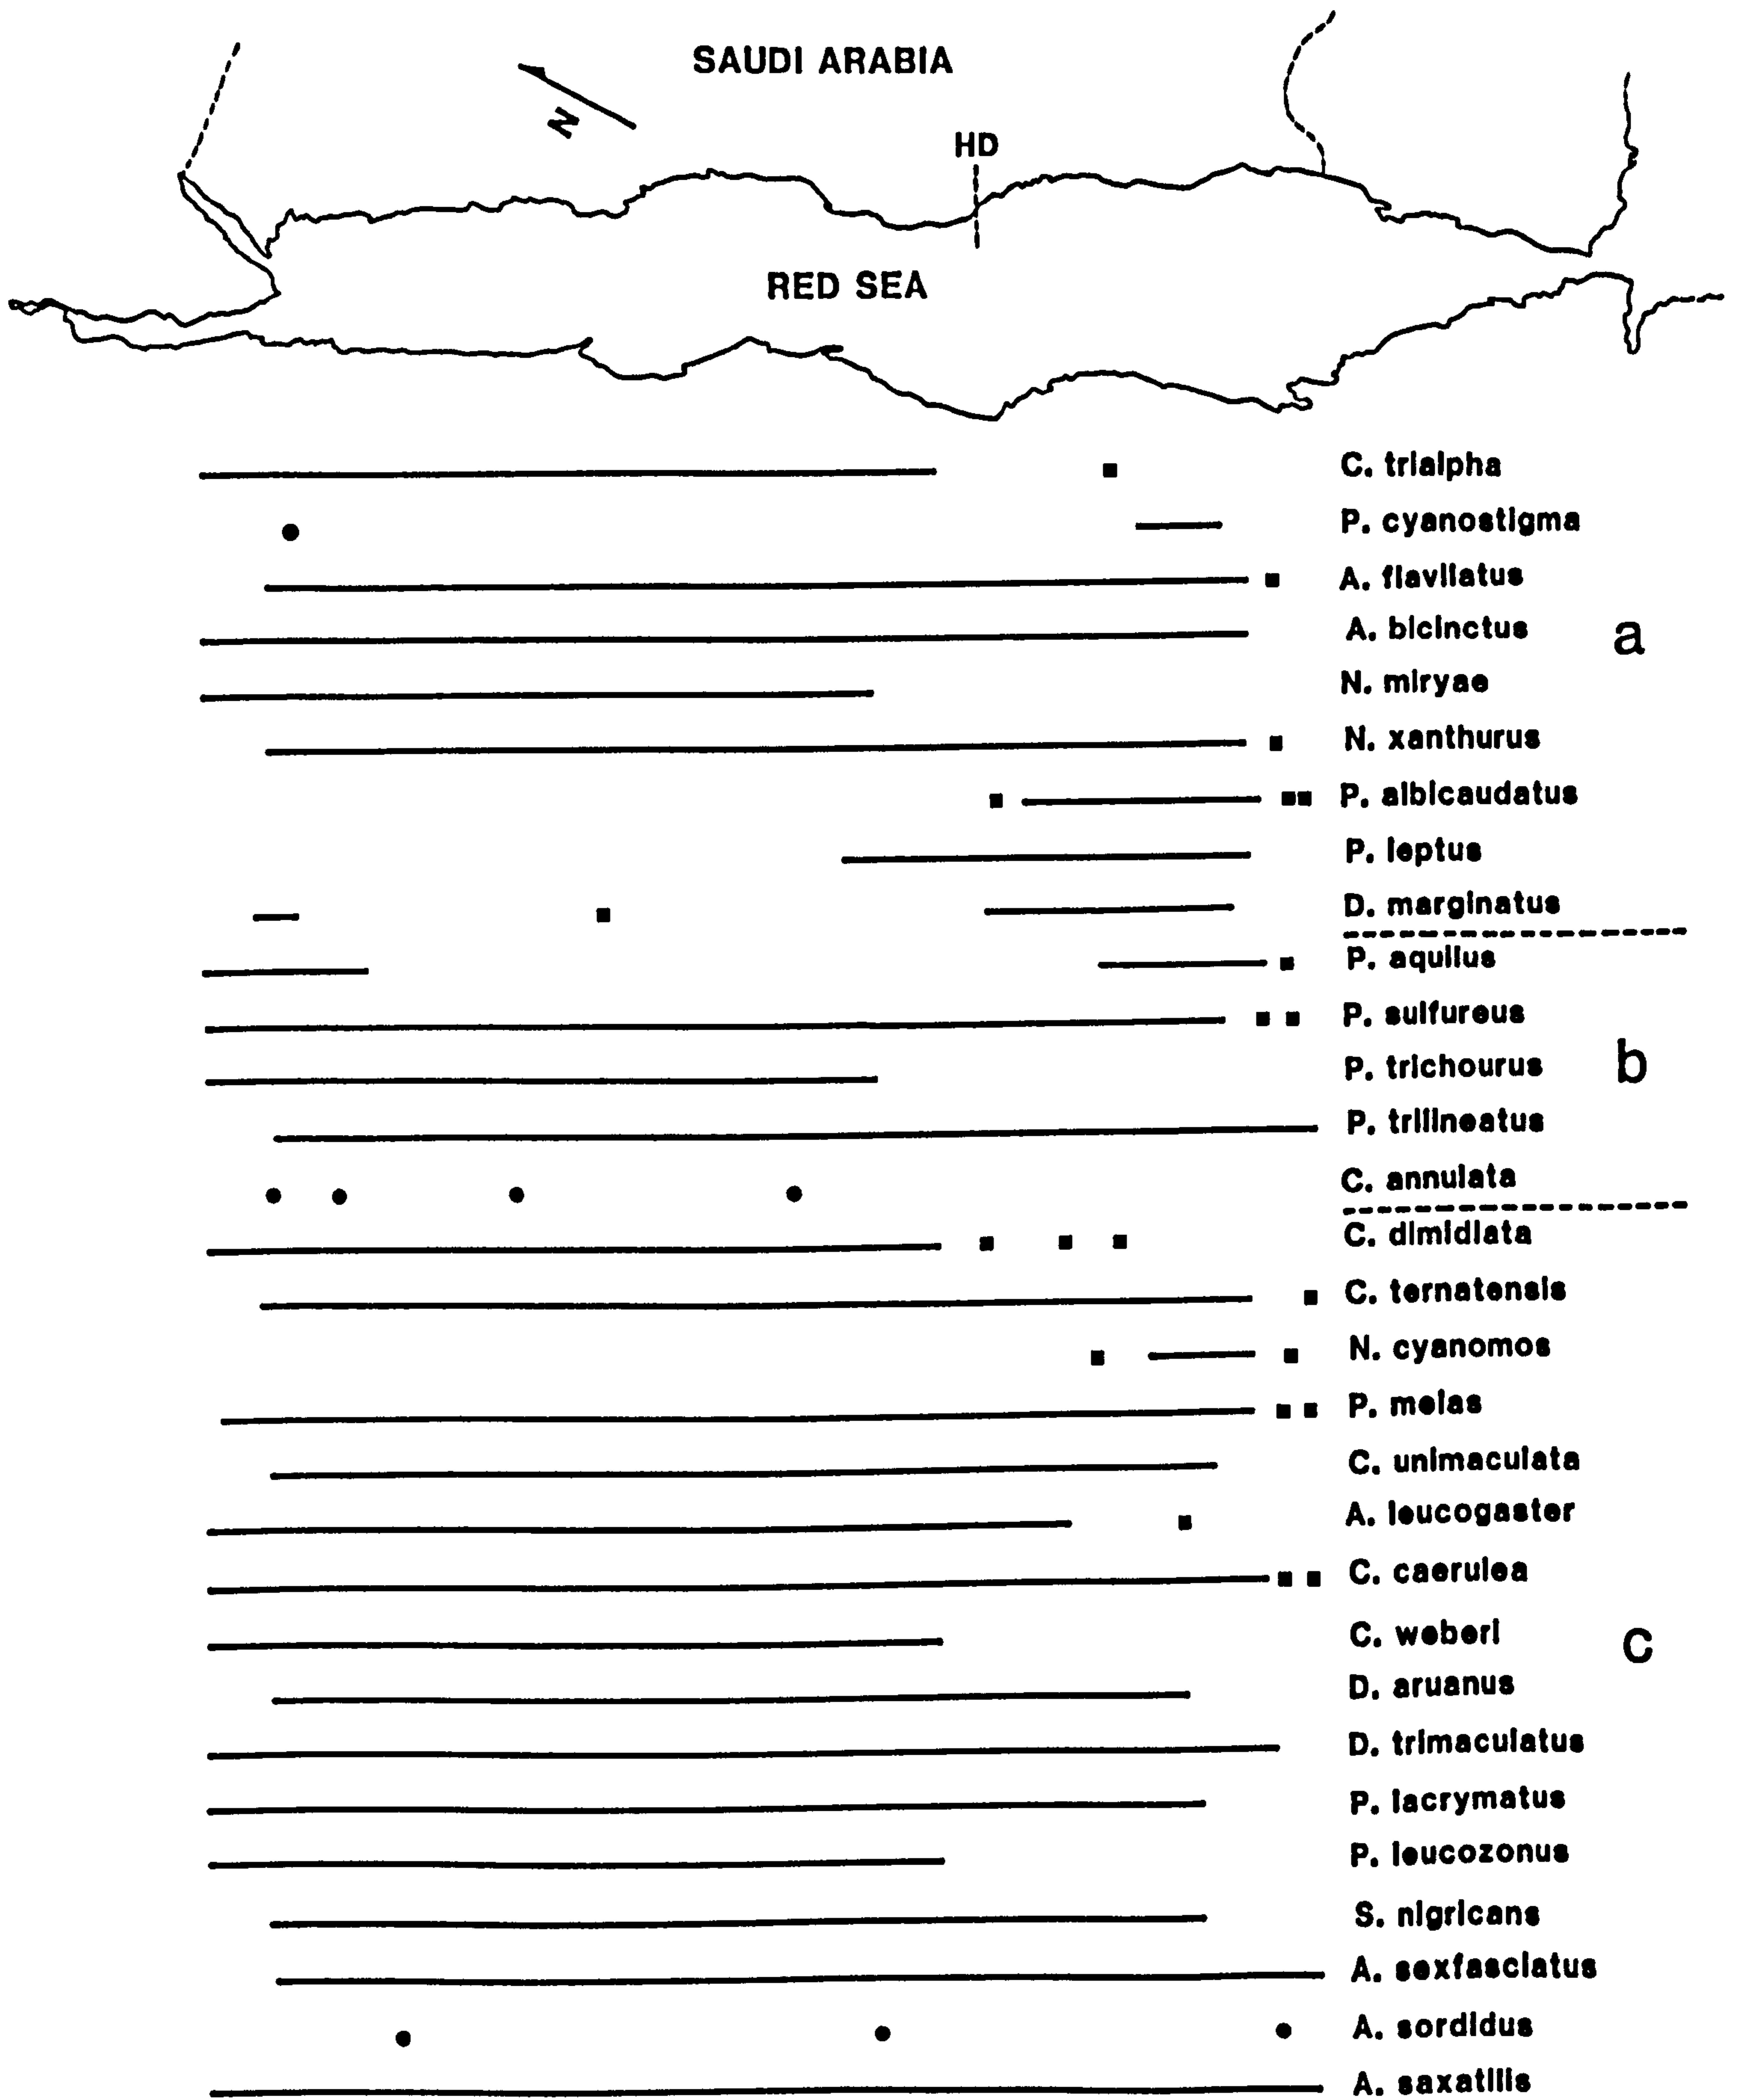 SAUDI ARABIA
N
HD
RED SEA
C. trialpha
P. cyanostigma
A. flavilatus
A. bicinctus
a
N. miryae
N. xanthurus
P. albicaudatus
P. leptus
D. marginatus
P. aquilus
P. sulfureus
b
P. trichourus
P. trilineatus
C. annulata
C. dimidiata
C. ternatensis
N. cyanomos
P. melas
C. unimaculata
A. leucogaster
C. caerulea
C. weberi
c
D. aruanus
D. trimaculatus
P. lacrymatus
P. leucozonus
S. nigricans
A. sexfasciatus
A. sordidus
A. saxatilis